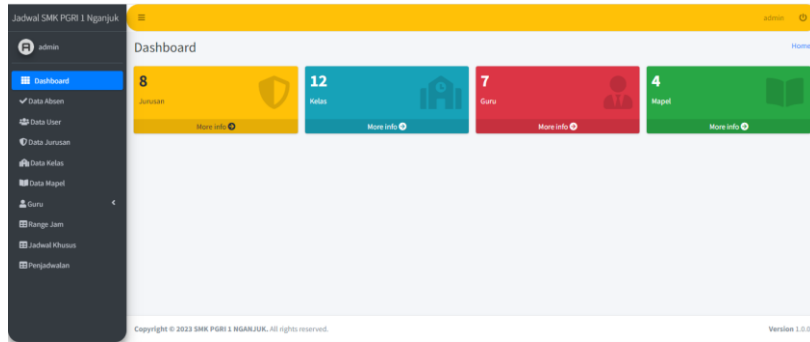 Jadwal SMK PGRI 1 Nganjuk
admin
admin
Dashboard
Home
Dashboard
Data Absen
Data User
Data Jurusan
Data Kelas
Data Mapel
Guru
Range Jam
Jadwal Khusus
Penjadwalan
8
Jurusan
More info
12
Kelas
More info
7
Guru
More info
4
Mapel
More info
Copyright © 2023 SMK PGRI 1 NGANJUK. All rights reserved.
Version 1.0.0